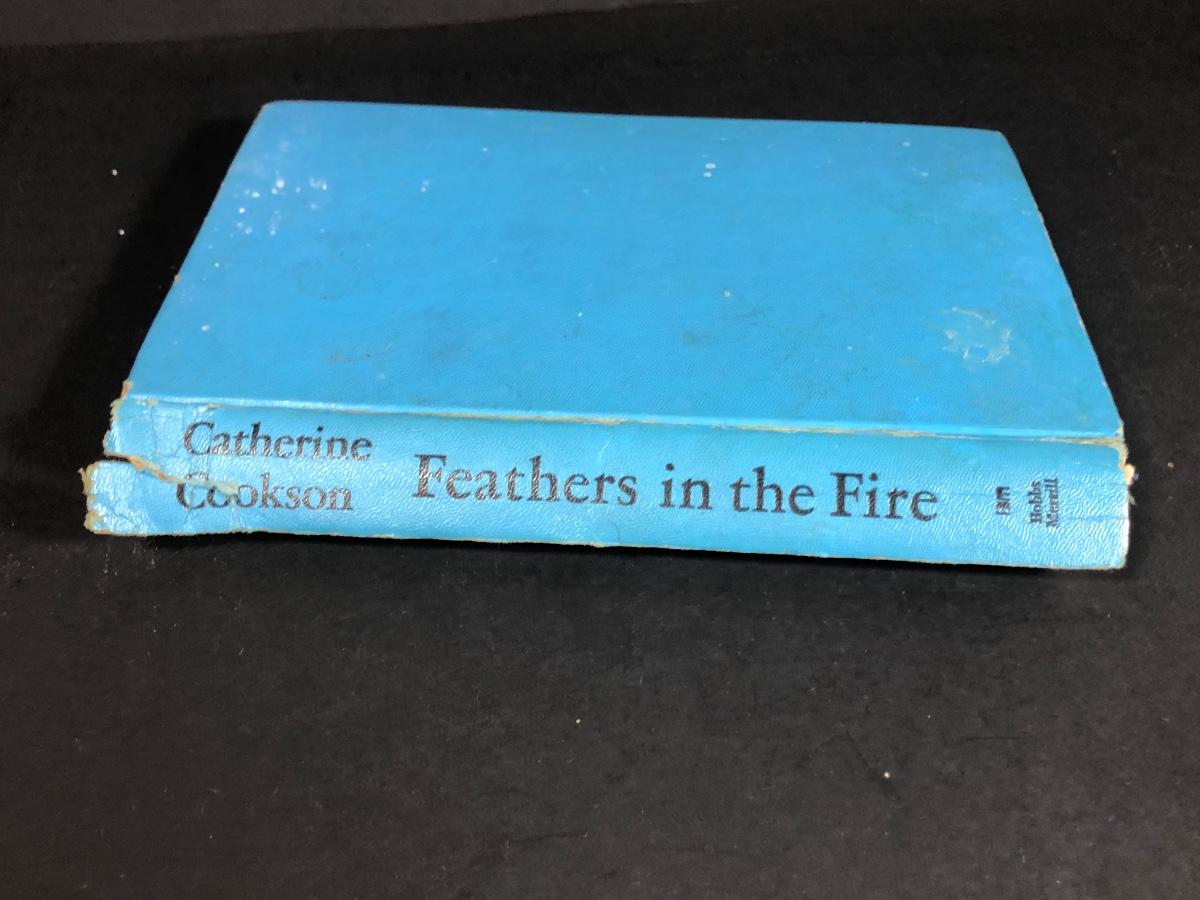 Catherine
Cookson
Feathers in the Fire
Bobbs
Merrill